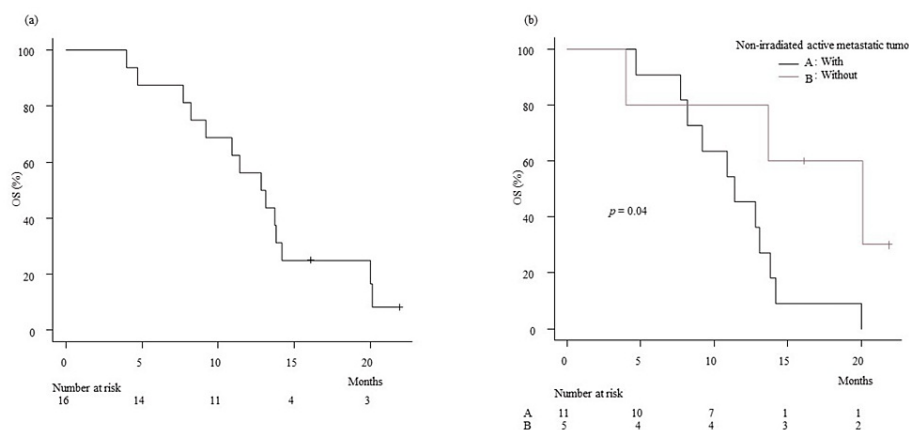 (a)
100
80
60
40
20
0
OS (%)
0 5 10 15 20
Months
Number at risk
16 14 11 4 3
(b)
Non-irradiated active metastatic tumo
A: With
B: Without
100
80
60
40
20
0
OS (%)
p = 0.04
0 5 10 15 20
Months
Number at risk
A 11 10 7 1 1
B 5 4 4 3 2